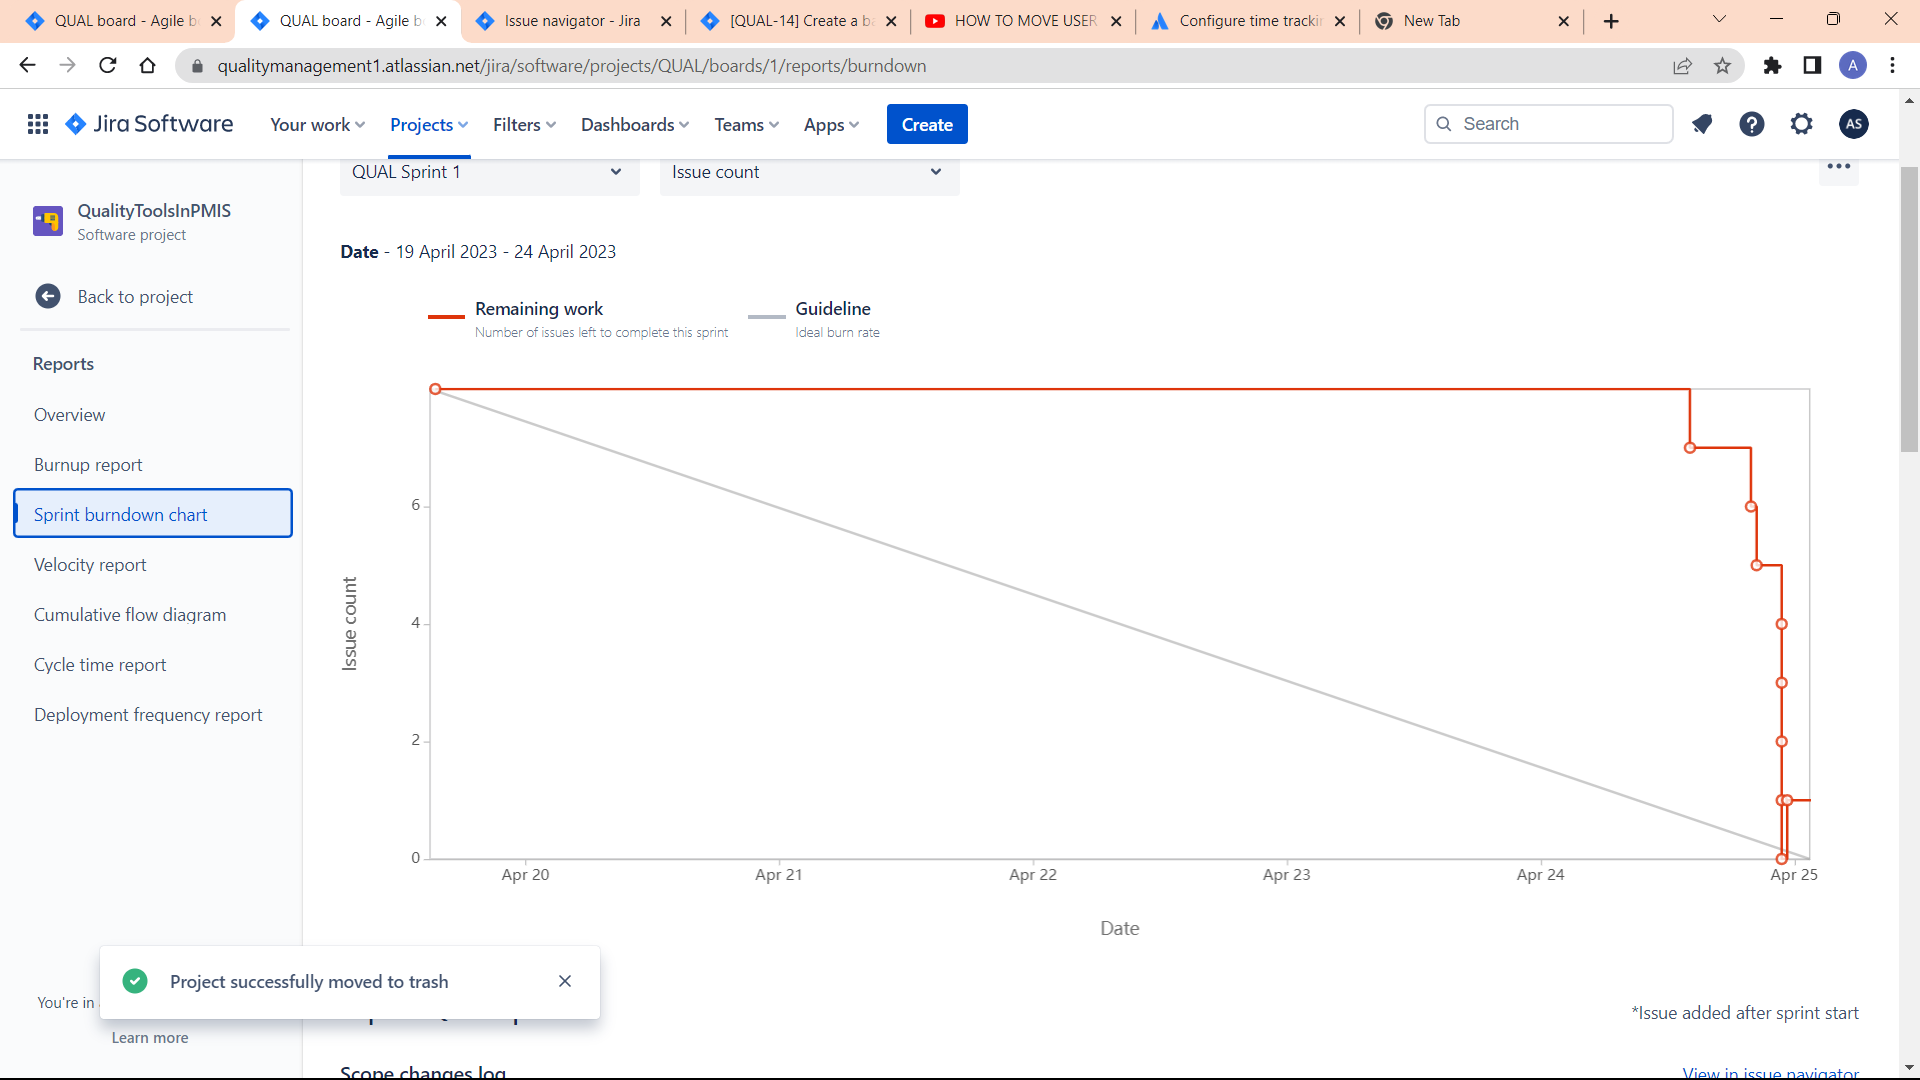 QUAL board - Agile b
QUAL board - Agile b
Issue navigator - Jira
[QUAL-14] Create a ba
HOW TO MOVE USER
Configure time trackin
New Tab
qualitymanagement1.atlassian.net/jira/software/projects/QUAL/boards/1/reports/burndown
A
Jira Software
Your work
Projects
Filters
Dashboards
Teams
Apps
Create
Search
AS
QUAL Sprint 1
Issue count
QualityToolsInPMIS
Software project
Back to project
Reports
Overview
Burnup report
Sprint burndown chart
Velocity report
Cumulative flow diagram
Cycle time report
Deployment frequency report
You're in
Learn more
Date - 19 April 2023 - 24 April 2023
Remaining work
Number of issues left to complete this sprint
Guideline
Ideal burn rate
Issue count
6
4
2
0
Apr 20
Apr 21
Apr 22
Apr 23
Apr 24
Apr 25
Date
Project successfully moved to trash
*Issue added after sprint start
Scope changes log
View in issue navigator